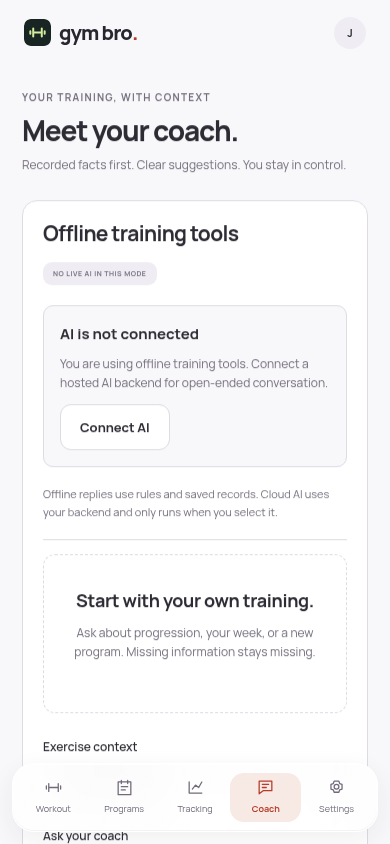 gym bro.
J
YOUR TRAINING, WITH CONTEXT
Meet your coach.
Recorded facts first. Clear suggestions. You stay in control.
Offline training tools
NO LIVE AI IN THIS MODE
AI is not connected
You are using offline training tools. Connect a
hosted AI backend for open-ended conversation.
Connect AI
Offline replies use rules and saved records. Cloud AI uses
your backend and only runs when you select it.
Start with your own training.
Ask about progression, your week, or a new
program. Missing information stays missing.
Exercise context
Workout
Programs
Tracking
Coach
Settings
Ask your coach